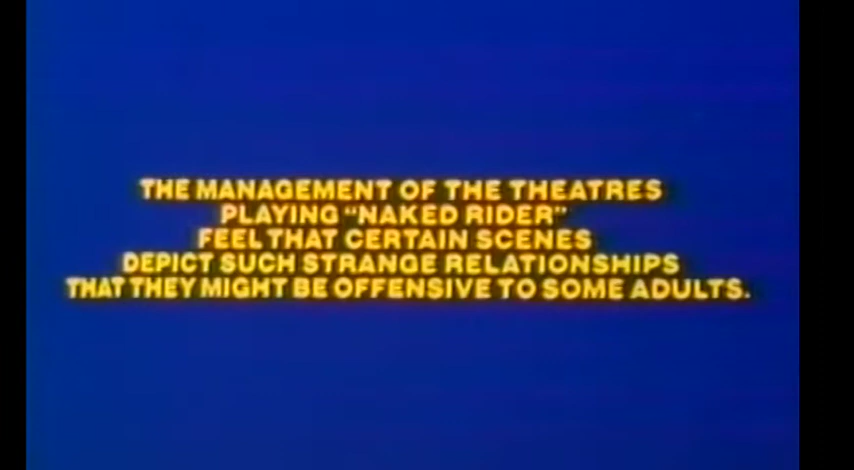 THE MANAGEMENT OF THE THEATRES
PLAYING “NAKED RIDER”
FEEL THAT CERTAIN SCENES
DEPICT SUCH STRANGE RELATIONSHIPS
THAT THEY MIGHT BE OFFENSIVE TO SOME ADULTS.